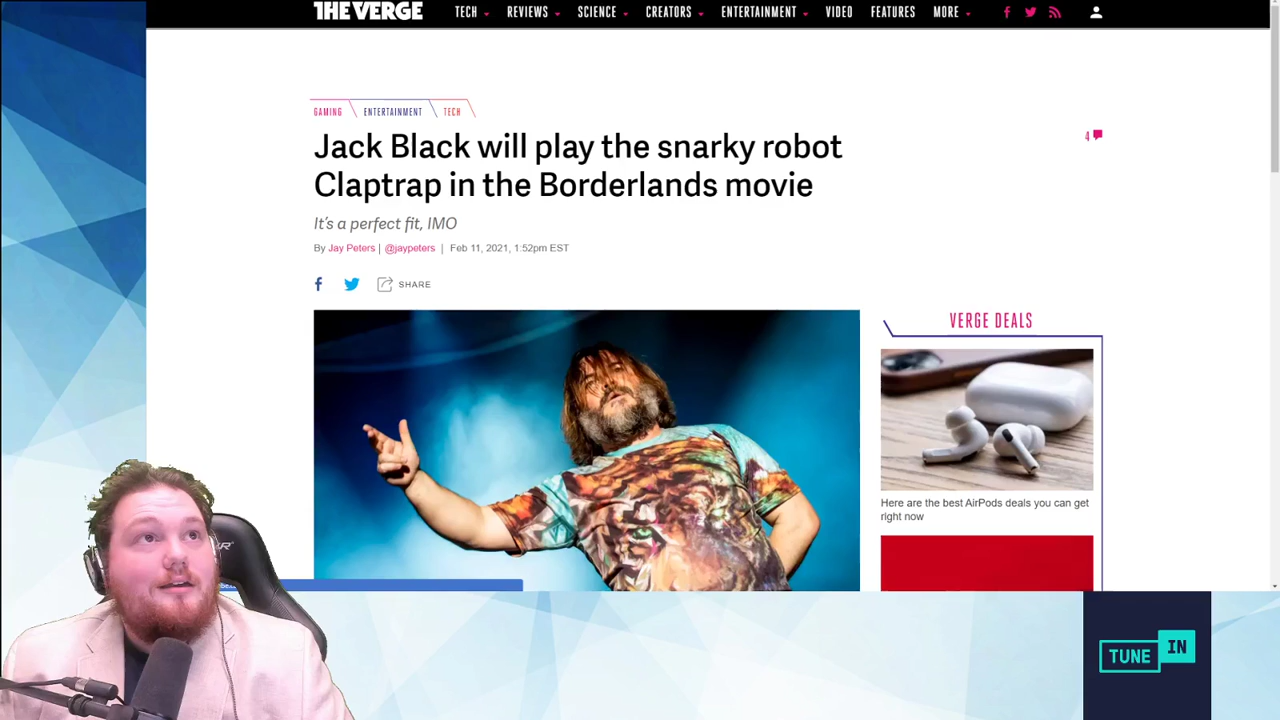 THE VERGE
TECH REVIEWS SCIENCE CREATORS ENTERTAINMENT VIDEO FEATURES MORE
GAMING ENTERTAINMENT TECH
4
Jack Black will play the snarky robot
Claptrap in the Borderlands movie
It's a perfect fit, IMO
By Jay Peters | @jaypeters | Feb 11, 2021, 1:52pm EST
SHARE
VERGE DEALS
Here are the best AirPods deals you can get
right now
TUNE IN